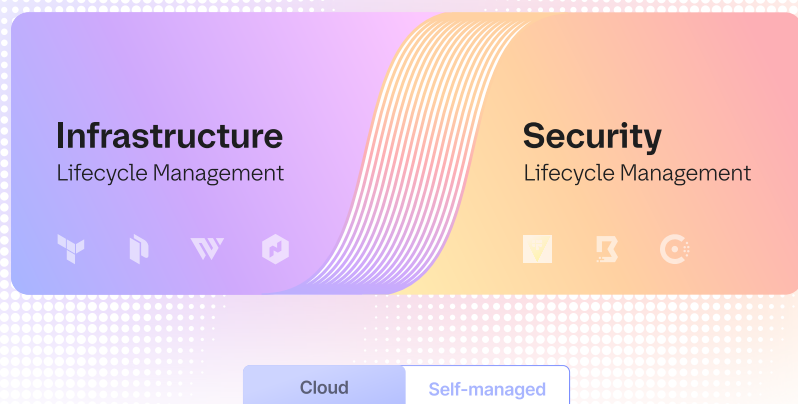 Infrastructure
Lifecycle Management
Security
Lifecycle Management
Cloud
Self-managed